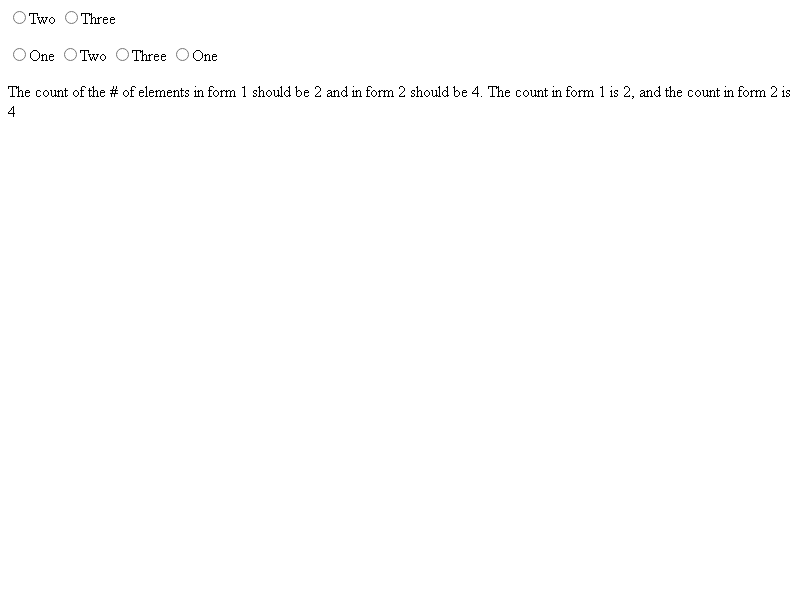 Two Three
One Two Three One
The count of the # of elements in form 1 should be 2 and in form 2 should be 4. The count in form 1 is 2, and the count in form 2 is
4